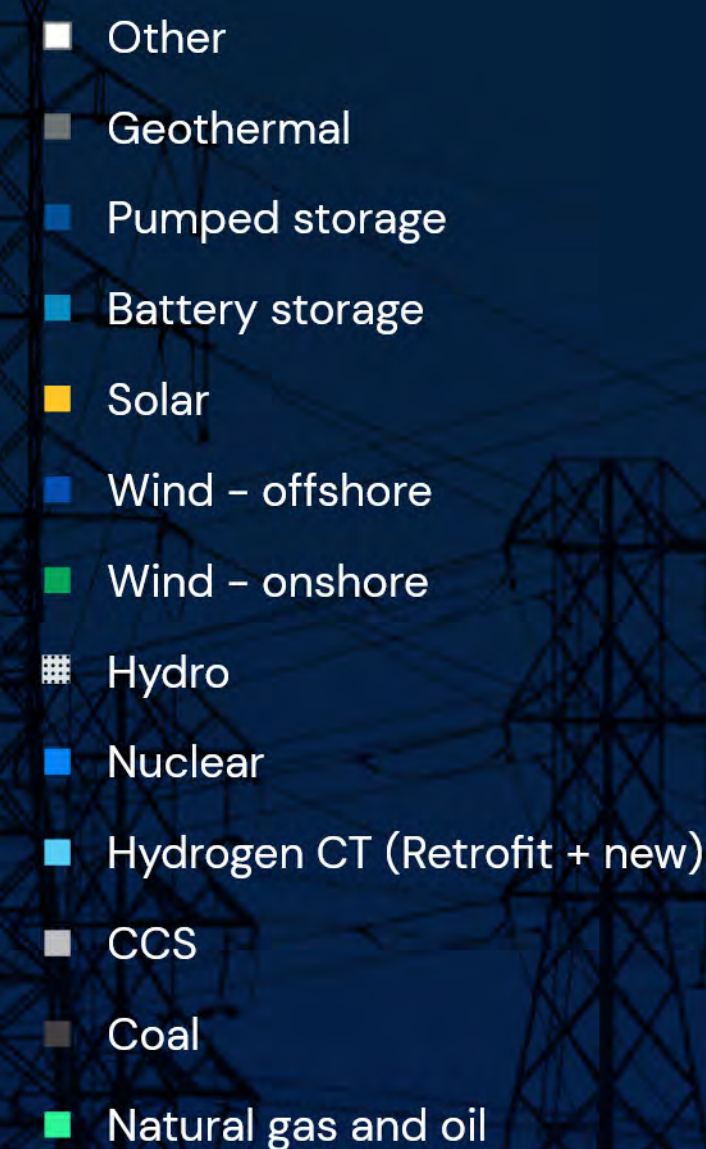 Other
Geothermal
Pumped storage
Battery storage
Solar
Wind - offshore
Wind - onshore
Hydro
Nuclear
Hydrogen CT (Retrofit + new)
CCS
Coal
Natural gas and oil